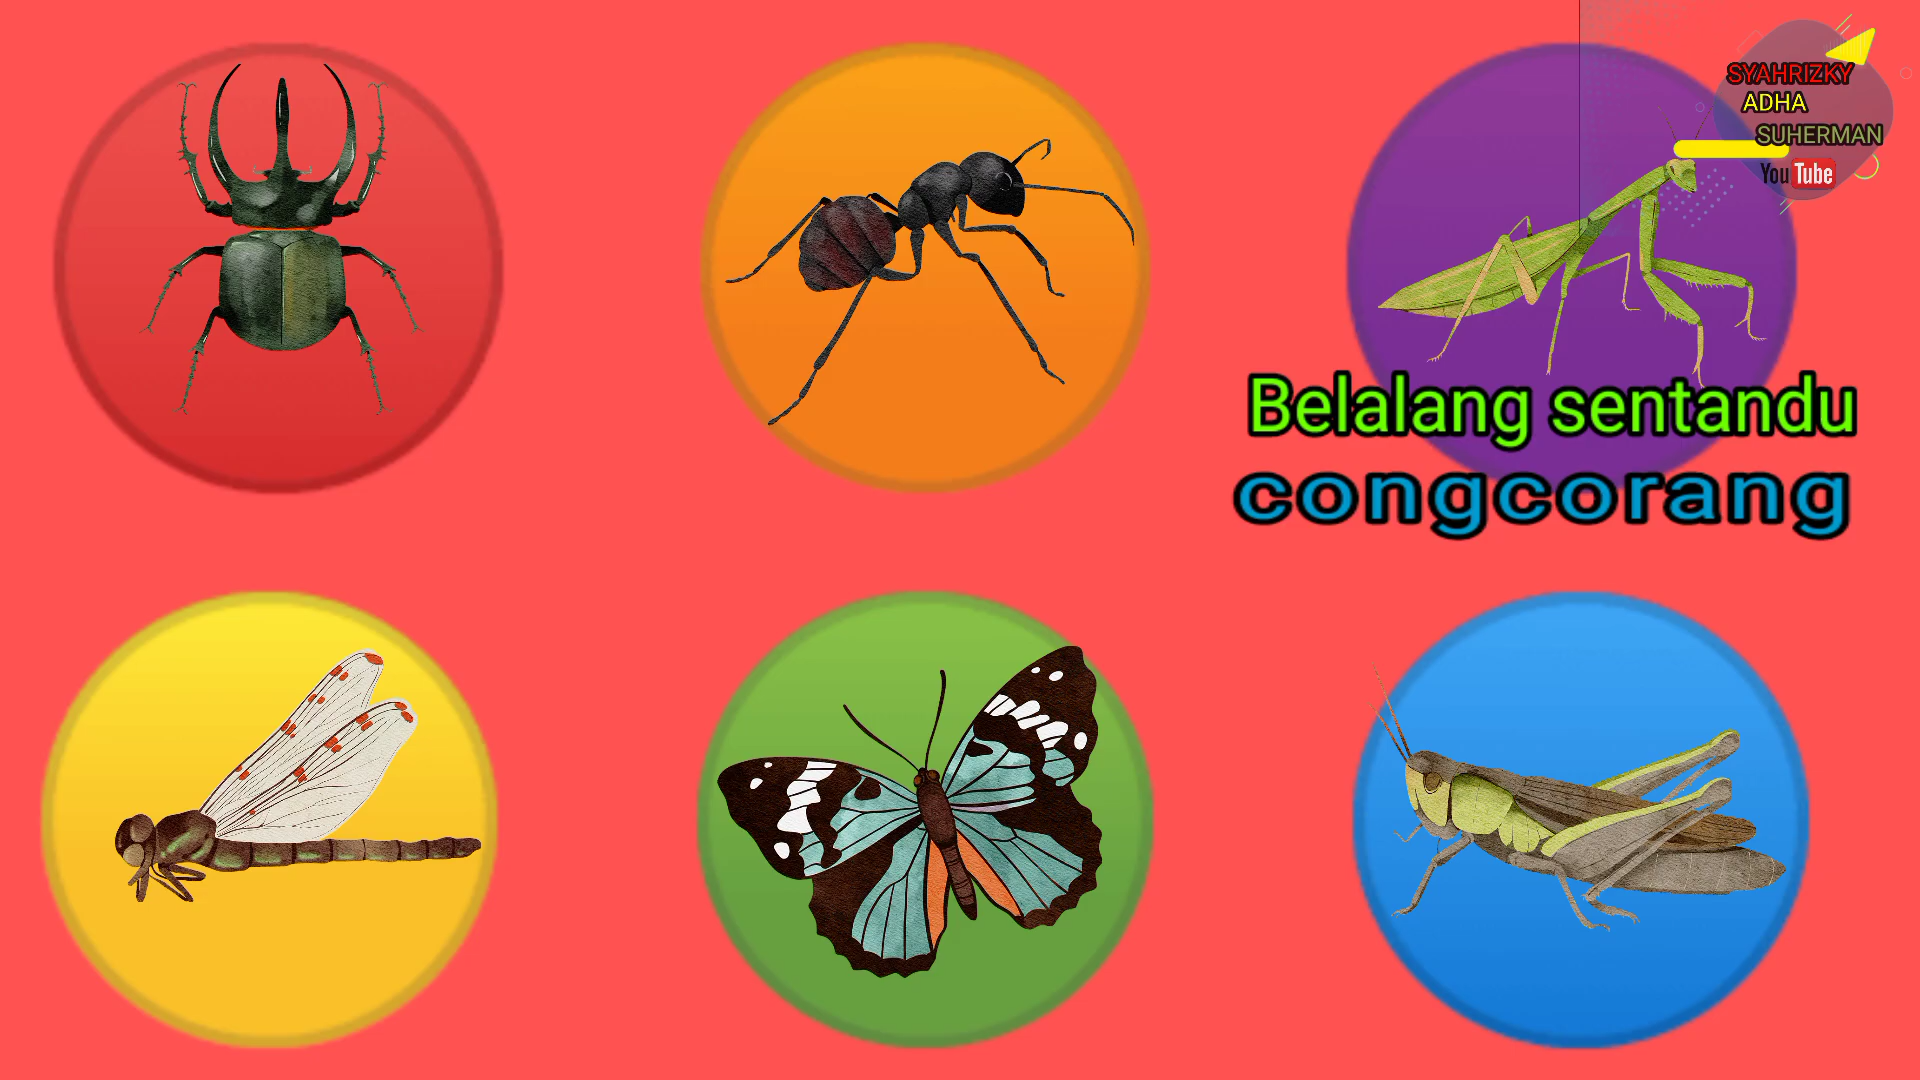 SYAHRIZKY
ADHA
SUHERMAN
YouTube
Belalang sentandu
congcorang